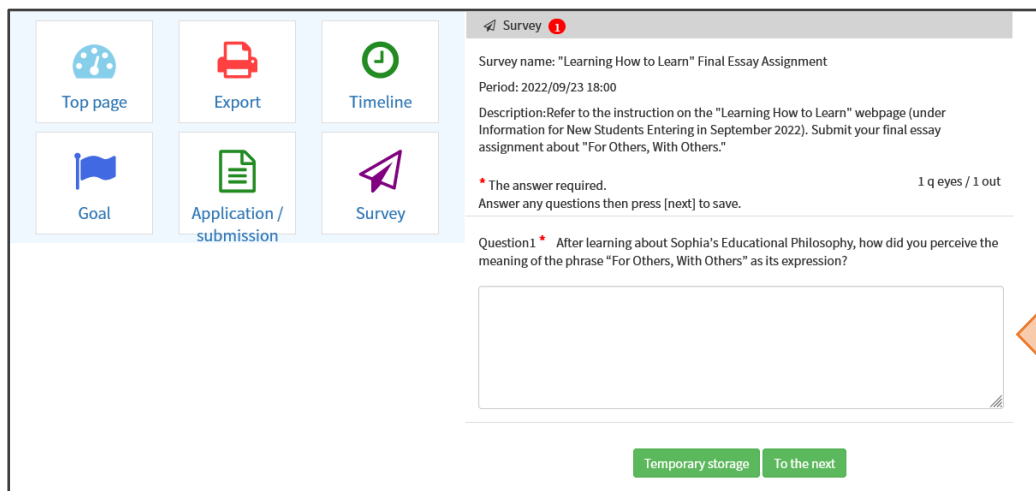 Top page
Export
Timeline
Goal
Application /
submission
Survey
Survey 1
Survey name: "Learning How to Learn" Final Essay Assignment
Period: 2022/09/23 18:00
Description:Refer to the instruction on the "Learning How to Learn" webpage (under
Information for New Students Entering in September 2022). Submit your final essay
assignment about "For Others, With Others."
* The answer required.
1 q eyes / 1 out
Answer any questions then press [next] to save.
Question1 * After learning about Sophia's Educational Philosophy, how did you perceive the
meaning of the phrase “For Others, With Others” as its expression?
Temporary storage
To the next